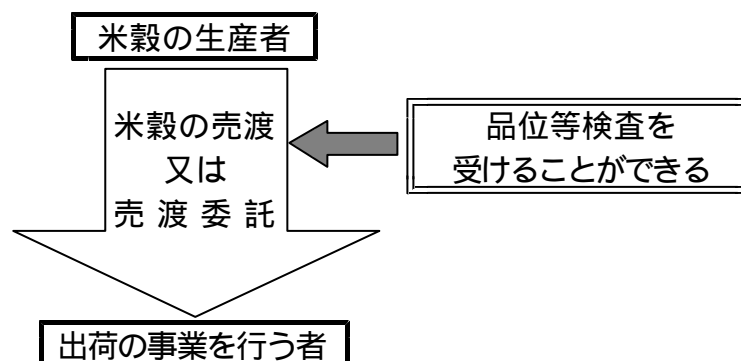 米穀の生産者
米穀の売渡
又は
売渡委託
品位等検査を
受けることができる
出荷の事業を行う者